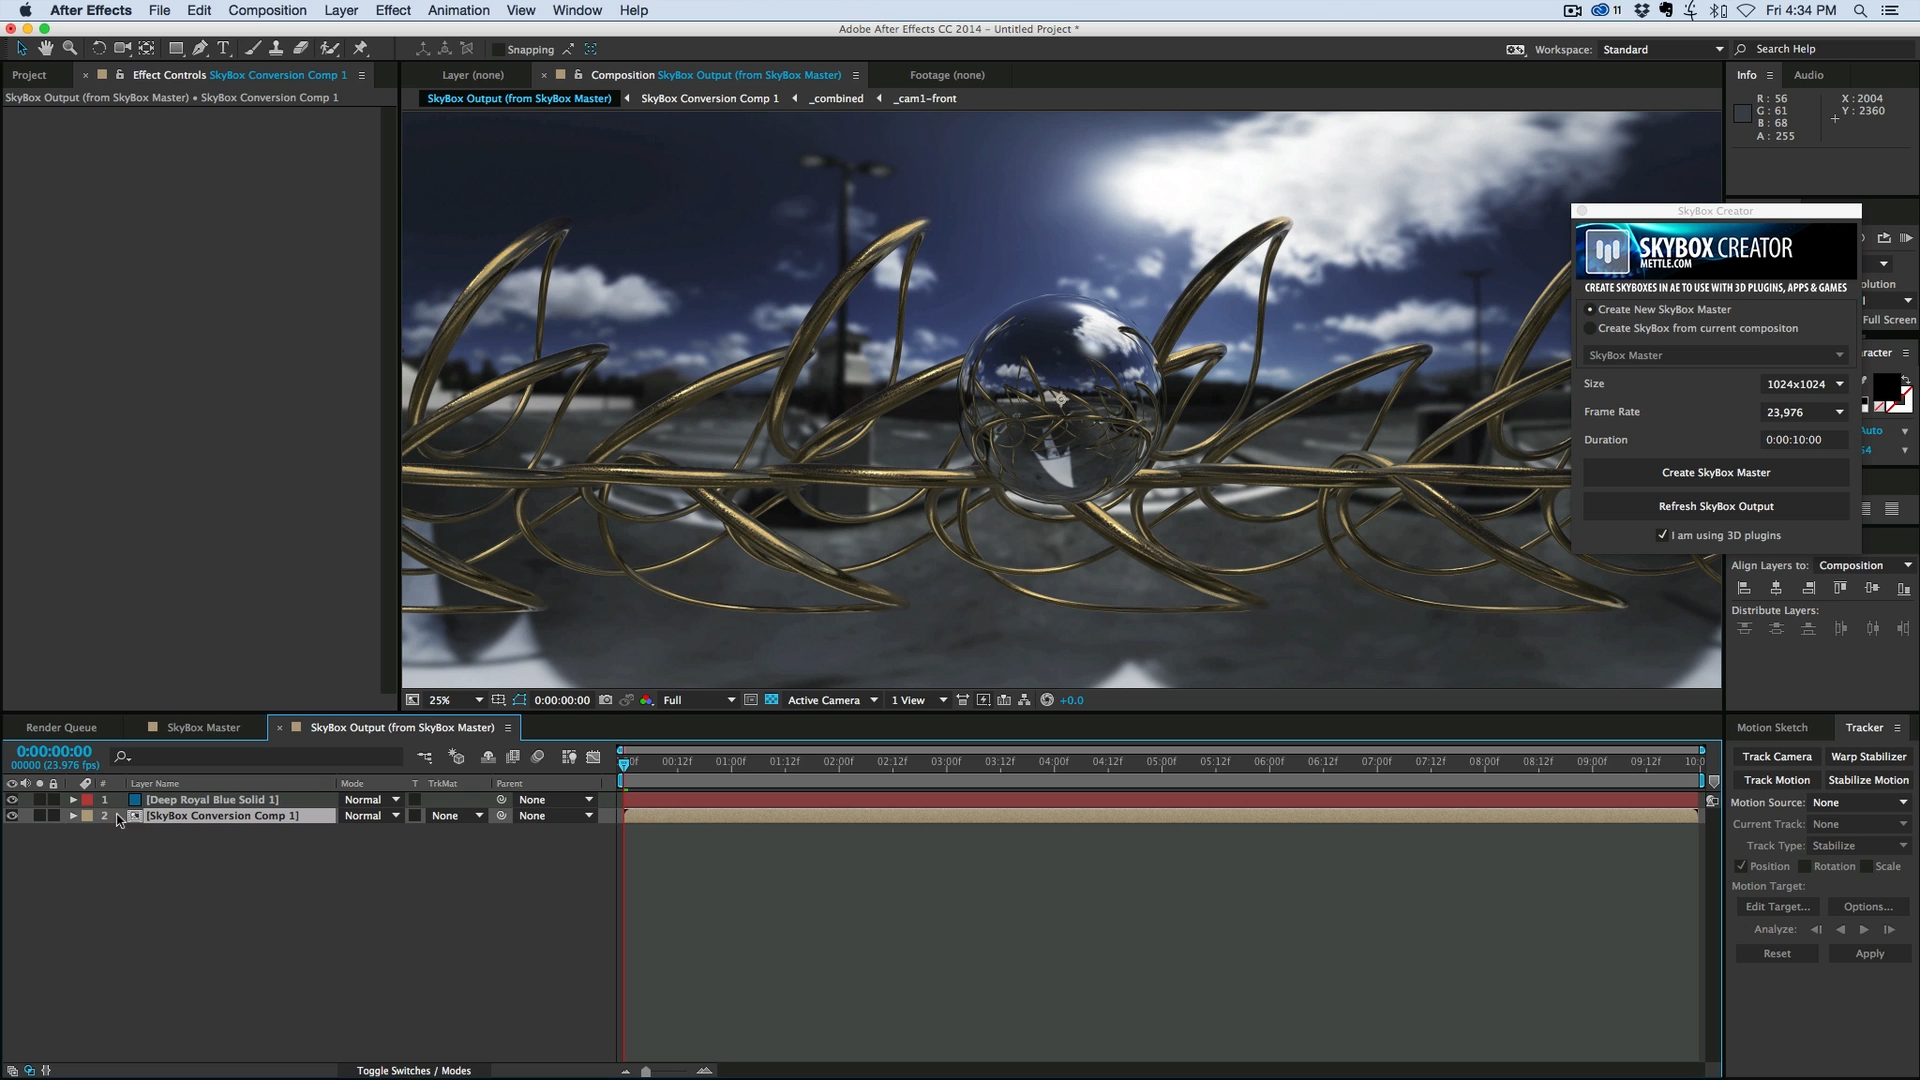 After Effects File Edit Composition Layer Effect Animation View Window Help 11 Fri 4:34 PM
Adobe After Effects CC 2014 - Untitled Project *
Snapping Workspace: Standard Search Help
Project × Effect Controls SkyBox Conversion Comp 1 Layer (none) × Composition SkyBox Output (from SkyBox Master) Footage (none) Info Audio
SkyBox Output (from SkyBox Master) • SkyBox Conversion Comp 1 SkyBox Output (from SkyBox Master) SkyBox Conversion Comp 1 _combined _cam1-front
R: 56 X: 2004
G: 61 Y: 2360
B: 68
A: 255
SkyBox Creator
SKYBOX CREATOR
METTLE.COM
CREATE SKYBOXES IN AE TO USE WITH 3D PLUGINS, APPS & GAMES
olution
Create New SkyBox Master
Full Screen
Create SkyBox from current compositon
SkyBox Master
aracter
Size 1024x1024
Frame Rate 23,976
Auto
Duration 0:00:10:00
54
Create SkyBox Master
Refresh SkyBox Output
I am using 3D plugins
Align Layers to: Composition
Distribute Layers:
25% 0:00:00:00 Full Active Camera 1 View +0.0
Render Queue SkyBox Master × SkyBox Output (from SkyBox Master) Motion Sketch Tracker
0:00:00:00
00000 (23.976 fps)
Track Camera Warp Stabilizer
00f 00:12f 01:00f 01:12f 02:00f 02:12f 03:00f 03:12f 04:00f 04:12f 05:00f 05:12f 06:00f 06:12f 07:00f 07:12f 08:00f 08:12f 09:00f 09:12f 10:0
Track Motion Stabilize Motion
# Layer Name Mode T TrkMat Parent
1 [Deep Royal Blue Solid 1] Normal None
Motion Source: None
2 [SkyBox Conversion Comp 1] Normal None None
Current Track: None
Track Type: Stabilize
Position Rotation Scale
Motion Target:
Edit Target... Options...
Analyze:
Reset Apply
Toggle Switches / Modes